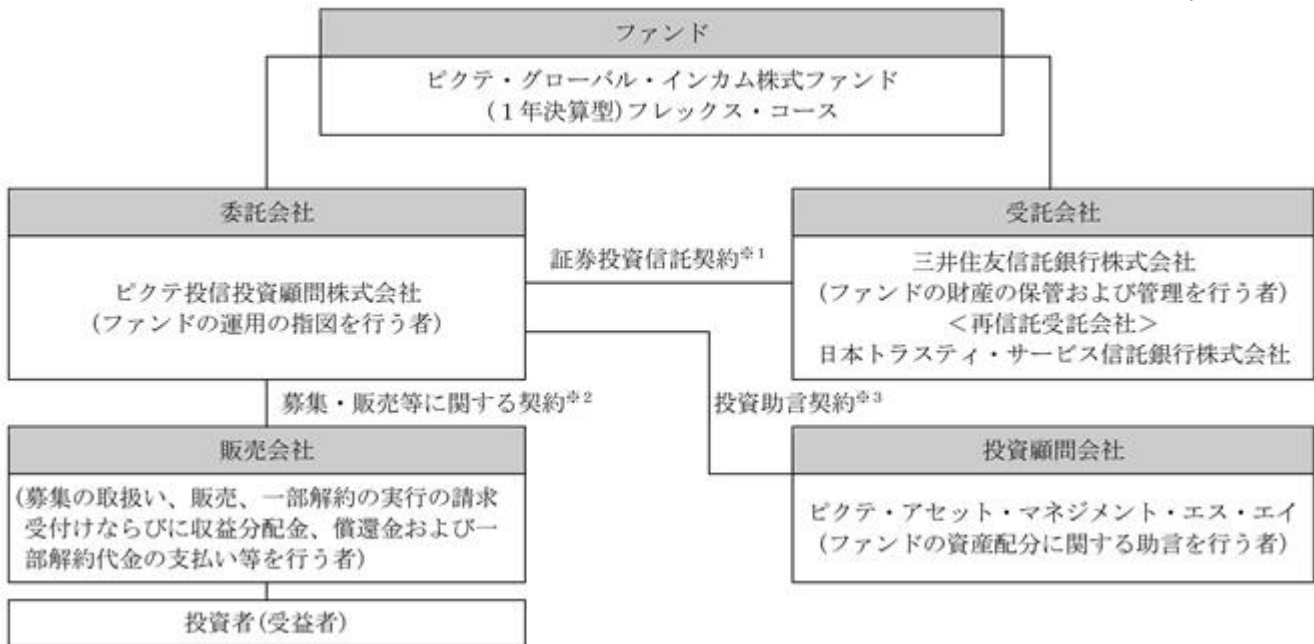 ファンド
ピクテ・グローバル・インカム株式ファンド
(1年決算型)フレックス・コース
委託会社
ピクテ投信投資顧問株式会社
(ファンドの運用の指図を行う者)
証券投資信託契約※1
受託会社
三井住友信託銀行株式会社
(ファンドの財産の保管および管理を行う者)
<再信託受託会社>
日本トラスティ・サービス信託銀行株式会社
募集・販売等に関する契約※2
投資助言契約※3
販売会社
(募集の取扱い、販売、一部解約の実行の請求
受付けならびに収益分配金、償還金および一
部解約代金の支払い等を行う者)
投資顧問会社
ピクテ・アセット・マネジメント・エス・エイ
(ファンドの資産配分に関する助言を行う者)
投資者(受益者)